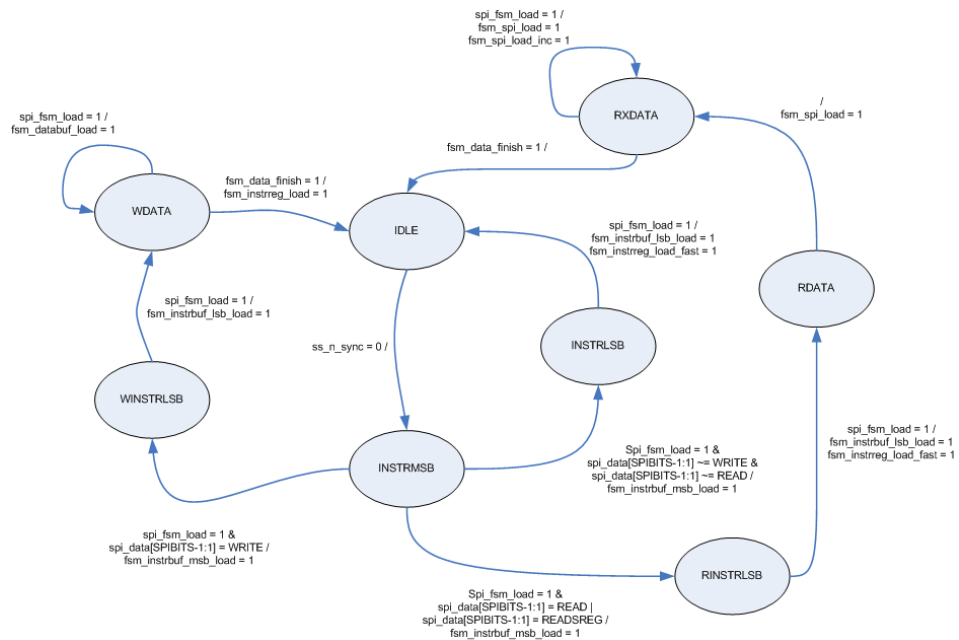 spi_fsm_load = 1 /
fsm_spi_load = 1
fsm_spi_load_inc = 1
RXDATA
/
fsm_spi_load = 1
spi_fsm_load = 1 /
fsm_databuf_load = 1
fsm_data_finish = 1 /
WDATA
fsm_data_finish = 1 /
fsm_instrreg_load = 1
IDLE
spi_fsm_load = 1 /
fsm_instrbuf_lsb_load = 1
fsm_instrreg_load_fast = 1
RDATA
spi_fsm_load = 1 /
fsm_instrbuf_lsb_load = 1
ss_n_sync = 0 /
INSTRLSB
WINSTRLSB
spi_fsm_load = 1 /
fsm_instrbuf_lsb_load = 1
fsm_instrreg_load_fast = 1
INSTRMSB
Spi_fsm_load = 1 &
spi_data[SPIBITS-1:1] ~= WRITE &
spi_data[SPIBITS-1:1] ~= READ /
fsm_instrbuf_msb_load = 1
spi_fsm_load = 1 &
spi_data[SPIBITS-1:1] = WRITE /
fsm_instrbuf_msb_load = 1
RINSTRLSB
Spi_fsm_load = 1 &
spi_data[SPIBITS-1:1] = READ |
spi_data[SPIBITS-1:1] = READSREG /
fsm_instrbuf_msb_load = 1